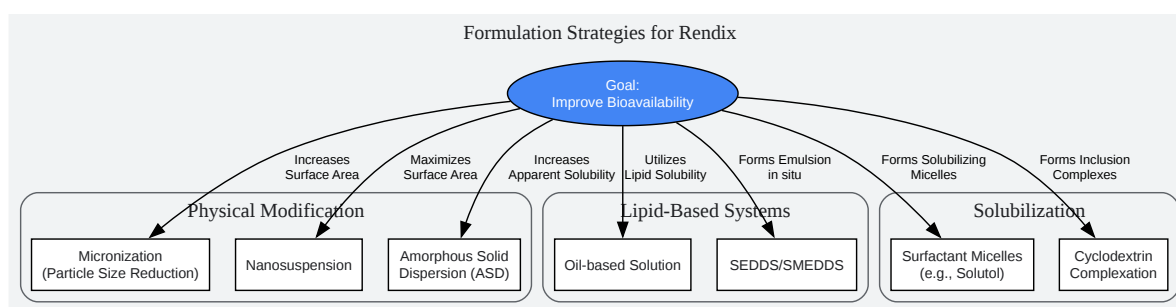 Formulation Strategies for Rendix
Goal:
Improve Bioavailability
Increases
Surface Area
Maximizes
Surface Area
Increases
Apparent Solubility
Utilizes
Lipid Solubility
Forms Emulsion
in situ
Forms Solubilizing
Micelles
Forms Inclusion
Complexes
Physical Modification
Micronization
(Particle Size Reduction)
Nanosuspension
Amorphous Solid
Dispersion (ASD)
Lipid-Based Systems
Oil-based Solution
SEDDS/SMEDDS
Solubilization
Surfactant Micelles
(e.g., Solutol)
Cyclodextrin
Complexation